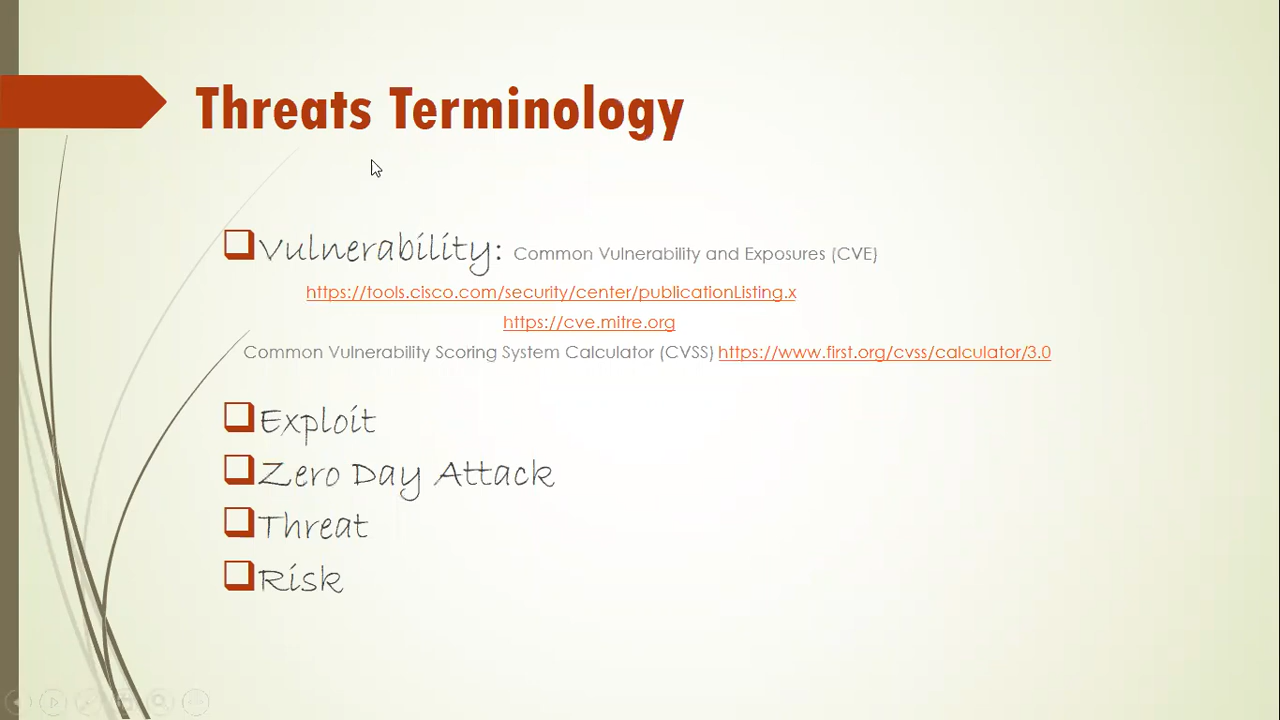 Threats Terminology
Vulnerability: Common Vulnerability and Exposures (CVE)
https://tools.cisco.com/security/center/publicationListing.x
https://cve.mitre.org
Common Vulnerability Scoring System Calculator (CVSS) https://www.first.org/cvss/calculator/3.0
Exploit
Zero Day Attack
Threat
Risk